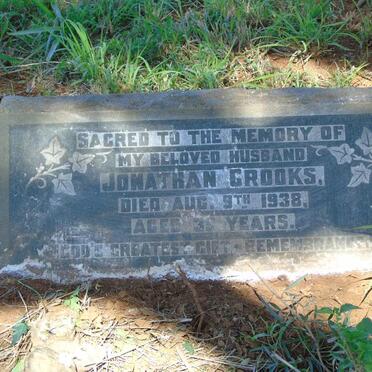 SACRED TO THE MEMORY OF
MY BELOVED HUSBAND
JONATHAN CROOKS.
DIED AUG. 9TH 1938.
AGED YEARS.
GOD'S GREATEST GIFT - REMEMBRANCE